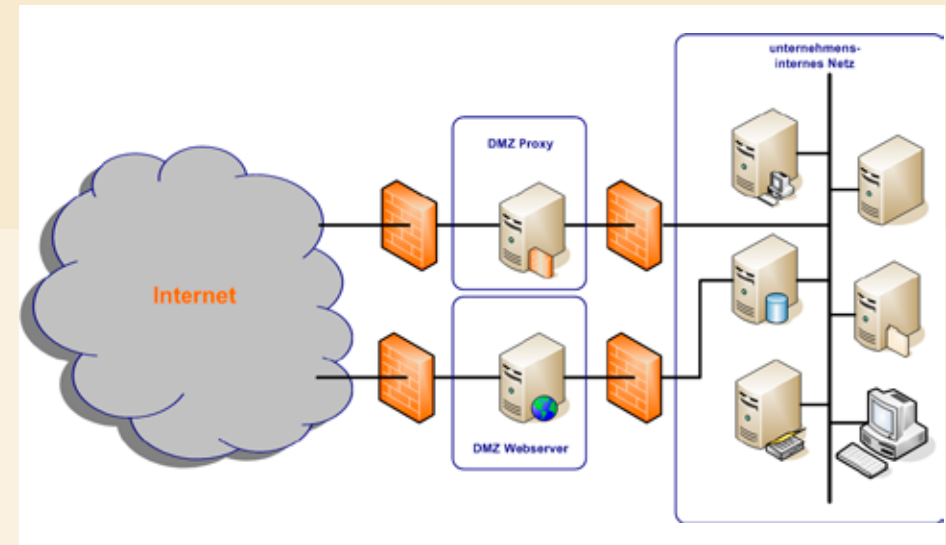 unternehmens-
internes Netz
DMZ Proxy
Internet
DMZ Webserver